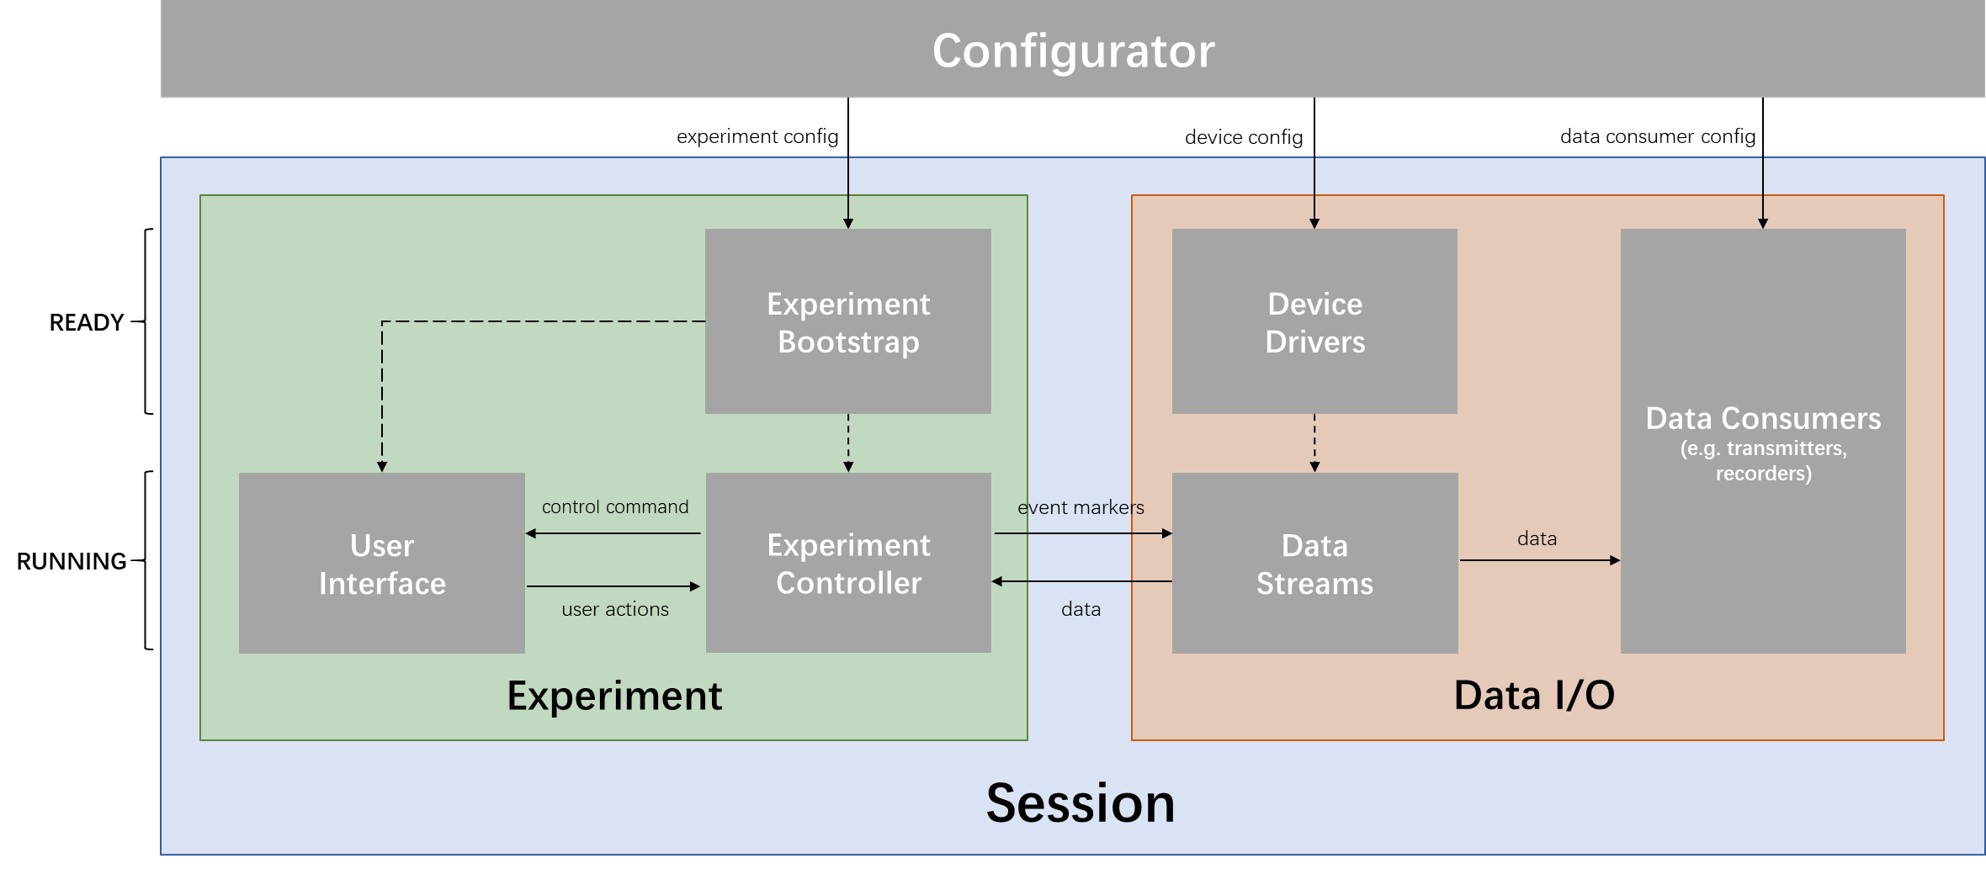 Configurator
experiment config
device config
data consumer config
READY
Experiment
Bootstrap
Device
Drivers
Data Consumers
(e.g. transmitters,
recorders)
RUNNING
User
Interface
control command
user actions
Experiment
Controller
event markers
data
Data
Streams
data
Experiment
Data I/O
Session